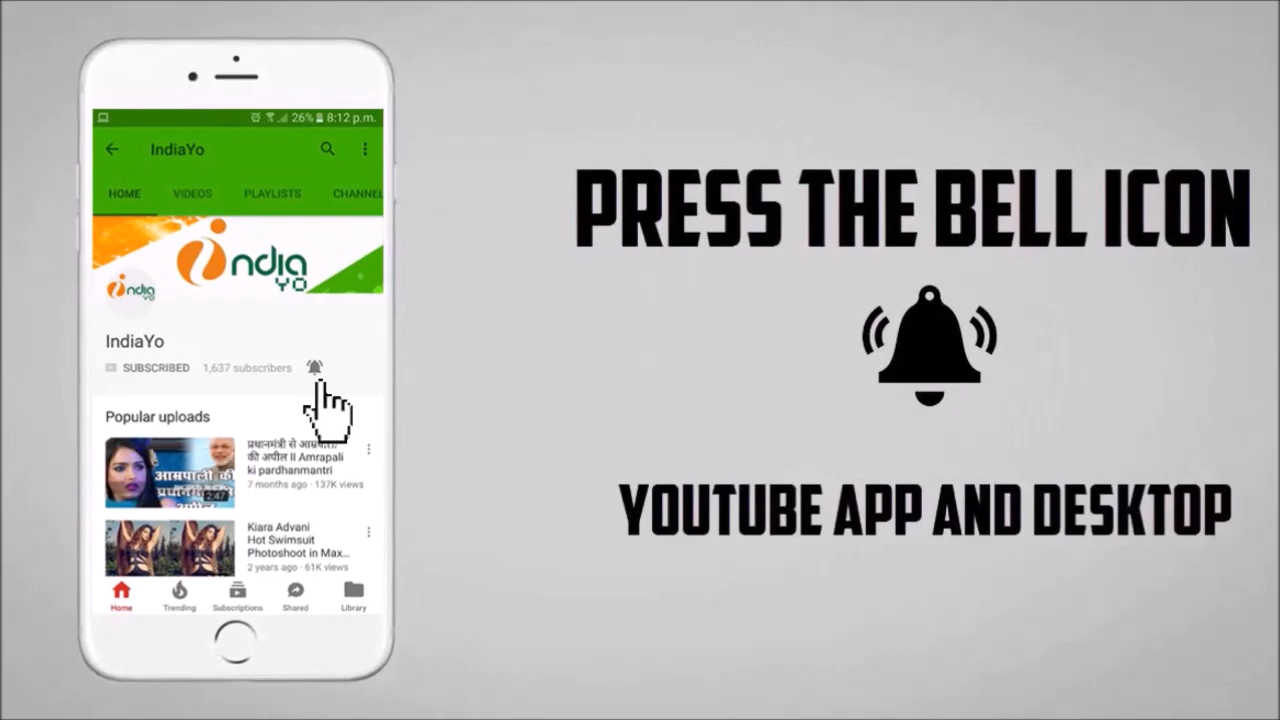 26% 8:12 p.m.
IndiaYo
HOME VIDEOS PLAYLISTS CHANNEL
india
YO
india
YO
IndiaYo
SUBSCRIBED 1,637 subscribers
Popular uploads
प्रधानमंत्री से
की अपील II Amrapali
ki pardhanmantri
7 months ago · 137K views
आम्रपाली की
2:47
Kiara Advani
Hot Swimsuit
Photoshoot in Max...
2 years ago · 61K views
Home Trending Subscriptions Shared Library
PRESS THE BELL ICON
YOUTUBE APP AND DESKTOP